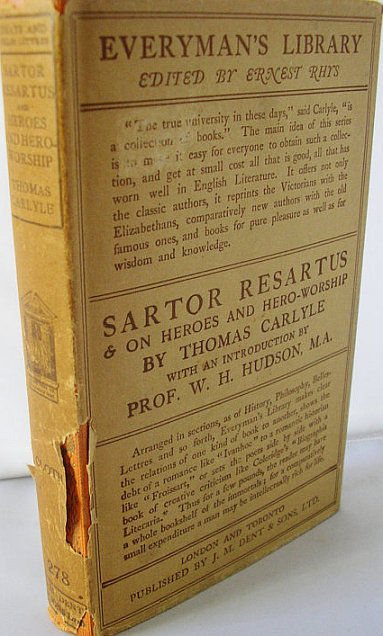 ESSAYS AND
BELLES LETTRES
SARTOR
RESARTUS
AND
HEROES
AND HERO-
WORSHIP
THOMAS
CARLYLE
CLOTH
278
J.M.DENT
EVERYMAN'S LIBRARY
EDITED BY ERNEST RHYS
"The true university in these days," said Carlyle, "is
a collection of books." The main idea of this series
is to make it easy for everyone to obtain such a collec-
tion, and get at small cost all that is good, all that has
worn well in English Literature. It offers not only
the classic authors, it reprints the Victorians with the
Elizabethans, comparatively new authors with the old
famous ones, and books for pure pleasure as well as for
wisdom and knowledge.
SARTOR RESARTUS
& ON HEROES AND HERO-WORSHIP
BY THOMAS CARLYLE
WITH AN INTRODUCTION BY
PROF. W. H. HUDSON, M.A.
Arranged in sections, as of History, Philosophy, Belles-
Lettres and so forth, Everyman's Library makes clear
the relations of one kind of book to another, shows the
debt of a romance like "Ivanhoe" to a romantic historian
like "Froissart," or sets the poets side by side with a
book of creative criticism like Coleridge's "Biographia
Literaria." Thus for a few pounds, the reader may have
a whole bookshelf of the immortals; for a comparatively
small expenditure a man may be intellectually rich for life.
LONDON AND TORONTO
PUBLISHED BY J. M. DENT & SONS, LTD.